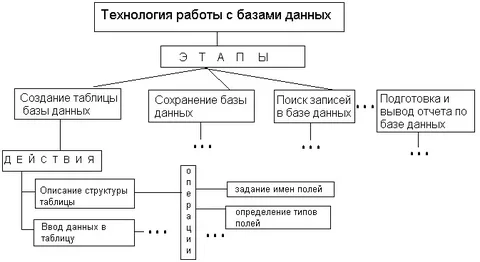 Технология работы с базами данных
Э Т А П Ы
Создание таблицы
базы данных
Сохранение базы
данных
Поиск записей
в базе данных
...
Подготовка и
вывод отчета по
базе данных
...
...
...
Д Е Й С Т В И Я
Описание структуры
таблицы
Ввод данных в
таблицу
...
о
п
е
р
а
ц
и
и
задание имен полей
определение типов
полей
...